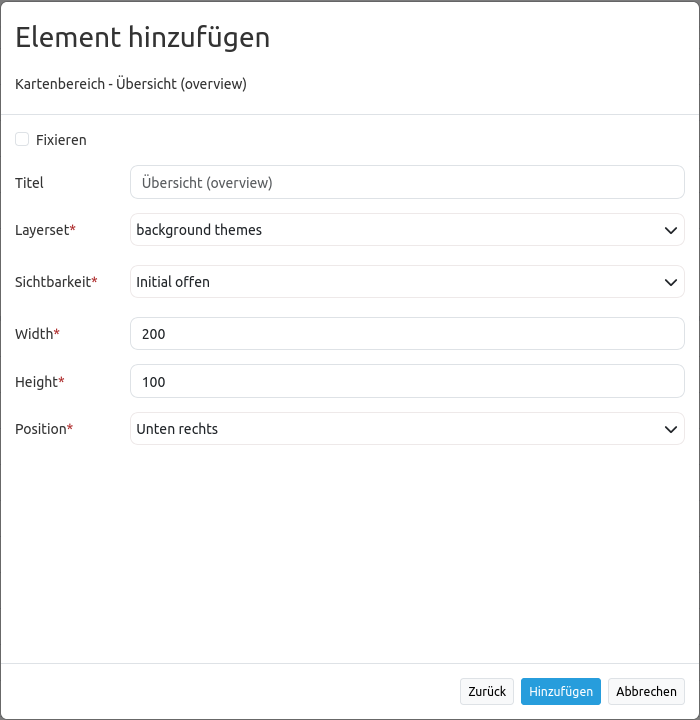 Element hinzufügen
Kartenbereich - Übersicht (overview)
Fixieren
Titel Übersicht (overview)
Layerset* background themes
Sichtbarkeit* Initial offen
Width* 200
Height* 100
Position* Unten rechts
Zurück Hinzufügen Abbrechen